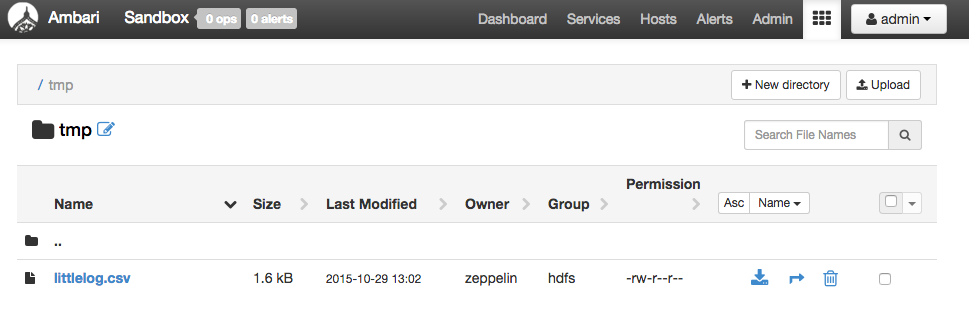 Ambari Sandbox 0 ops 0 alerts Dashboard Services Hosts Alerts Admin admin
/ tmp New directory Upload
tmp Search File Names
Name Size Last Modified Owner Group Permission Asc Name
..
littlelog.csv 1.6 kB 2015-10-29 13:02 zeppelin hdfs -rw-r--r--